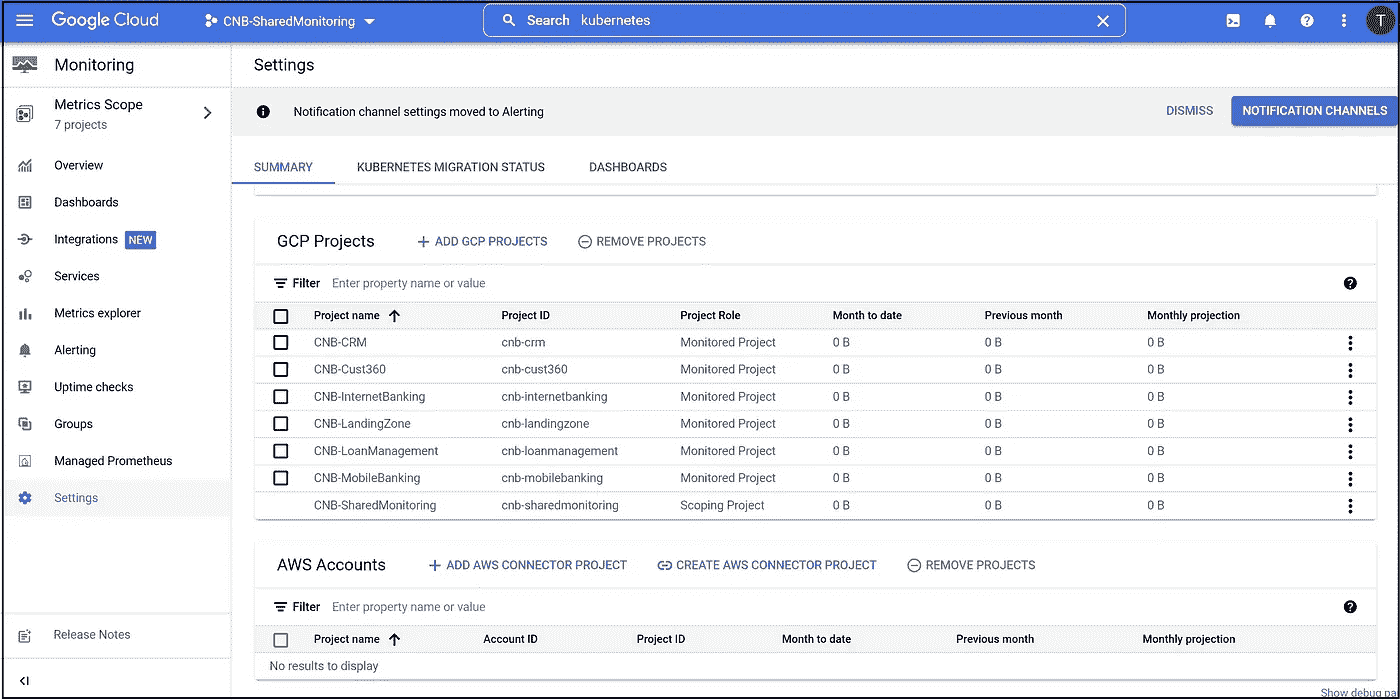 Google Cloud CNB-SharedMonitoring Search kubernetes T
Monitoring
Metrics Scope
7 projects
Overview
Dashboards
Integrations NEW
Services
Metrics explorer
Alerting
Uptime checks
Groups
Managed Prometheus
Settings
Release Notes
Settings
Notification channel settings moved to Alerting DISMISS NOTIFICATION CHANNELS
SUMMARY KUBERNETES MIGRATION STATUS DASHBOARDS
GCP Projects + ADD GCP PROJECTS REMOVE PROJECTS
Filter Enter property name or value
Project name Project ID Project Role Month to date Previous month Monthly projection
CNB-CRM cnb-crm Monitored Project 0 B 0 B 0 B
CNB-Cust360 cnb-cust360 Monitored Project 0 B 0 B 0 B
CNB-InternetBanking cnb-internetbanking Monitored Project 0 B 0 B 0 B
CNB-LandingZone cnb-landingzone Monitored Project 0 B 0 B 0 B
CNB-LoanManagement cnb-loanmanagement Monitored Project 0 B 0 B 0 B
CNB-MobileBanking cnb-mobilebanking Monitored Project 0 B 0 B 0 B
CNB-SharedMonitoring cnb-sharedmonitoring Scoping Project 0 B 0 B 0 B
AWS Accounts + ADD AWS CONNECTOR PROJECT CREATE AWS CONNECTOR PROJECT REMOVE PROJECTS
Filter Enter property name or value
Project name Account ID Project ID Month to date Previous month Monthly projection
No results to display
Show debug pa